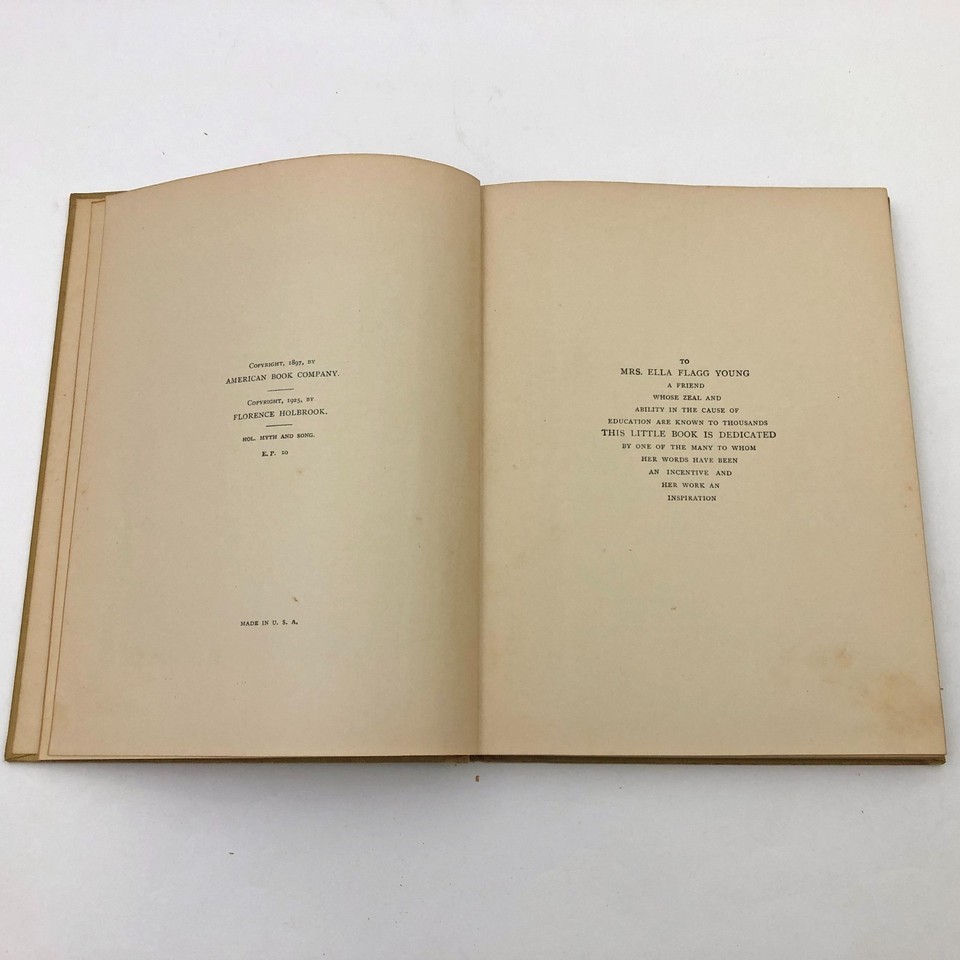 COPYRIGHT, 1897, BY
AMERICAN BOOK COMPANY.
COPYRIGHT, 1925, BY
FLORENCE HOLBROOK.
HOL. MYTH AND SONG.
E. P. 20
MADE IN U. S. A.
TO
MRS. ELLA FLAGG YOUNG
A FRIEND
WHOSE ZEAL AND
ABILITY IN THE CAUSE OF
EDUCATION ARE KNOWN TO THOUSANDS
THIS LITTLE BOOK IS DEDICATED
BY ONE OF THE MANY TO WHOM
HER WORDS HAVE BEEN
AN INCENTIVE AND
HER WORK AN
INSPIRATION